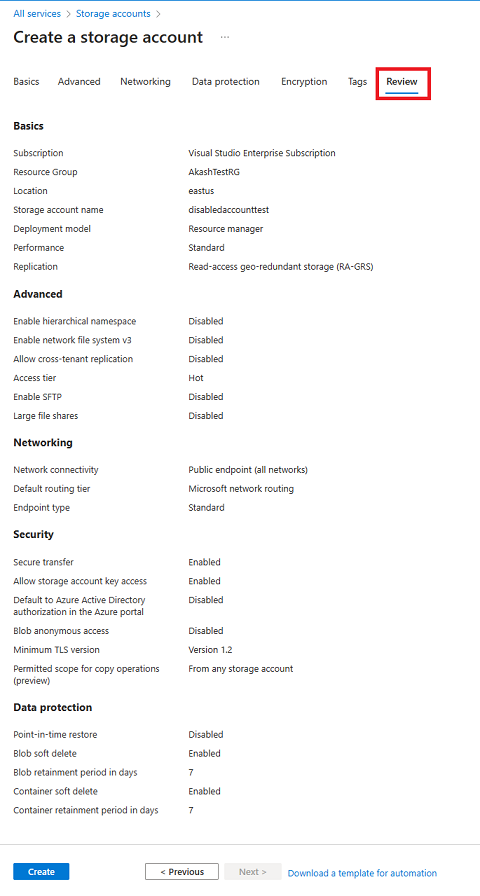 All services > Storage accounts >
Create a storage account ...
Basics Advanced Networking Data protection Encryption Tags Review
Basics
Subscription Visual Studio Enterprise Subscription
Resource Group AkashTestRG
Location eastus
Storage account name disabledaccounttest
Deployment model Resource manager
Performance Standard
Replication Read-access geo-redundant storage (RA-GRS)
Advanced
Enable hierarchical namespace Disabled
Enable network file system v3 Disabled
Allow cross-tenant replication Disabled
Access tier Hot
Enable SFTP Disabled
Large file shares Disabled
Networking
Network connectivity Public endpoint (all networks)
Default routing tier Microsoft network routing
Endpoint type Standard
Security
Secure transfer Enabled
Allow storage account key access Enabled
Default to Azure Active Directory Disabled
authorization in the Azure portal
Blob anonymous access Disabled
Minimum TLS version Version 1.2
Permitted scope for copy operations From any storage account
(preview)
Data protection
Point-in-time restore Disabled
Blob soft delete Enabled
Blob retainment period in days 7
Container soft delete Enabled
Container retainment period in days 7
Create < Previous Next > Download a template for automation